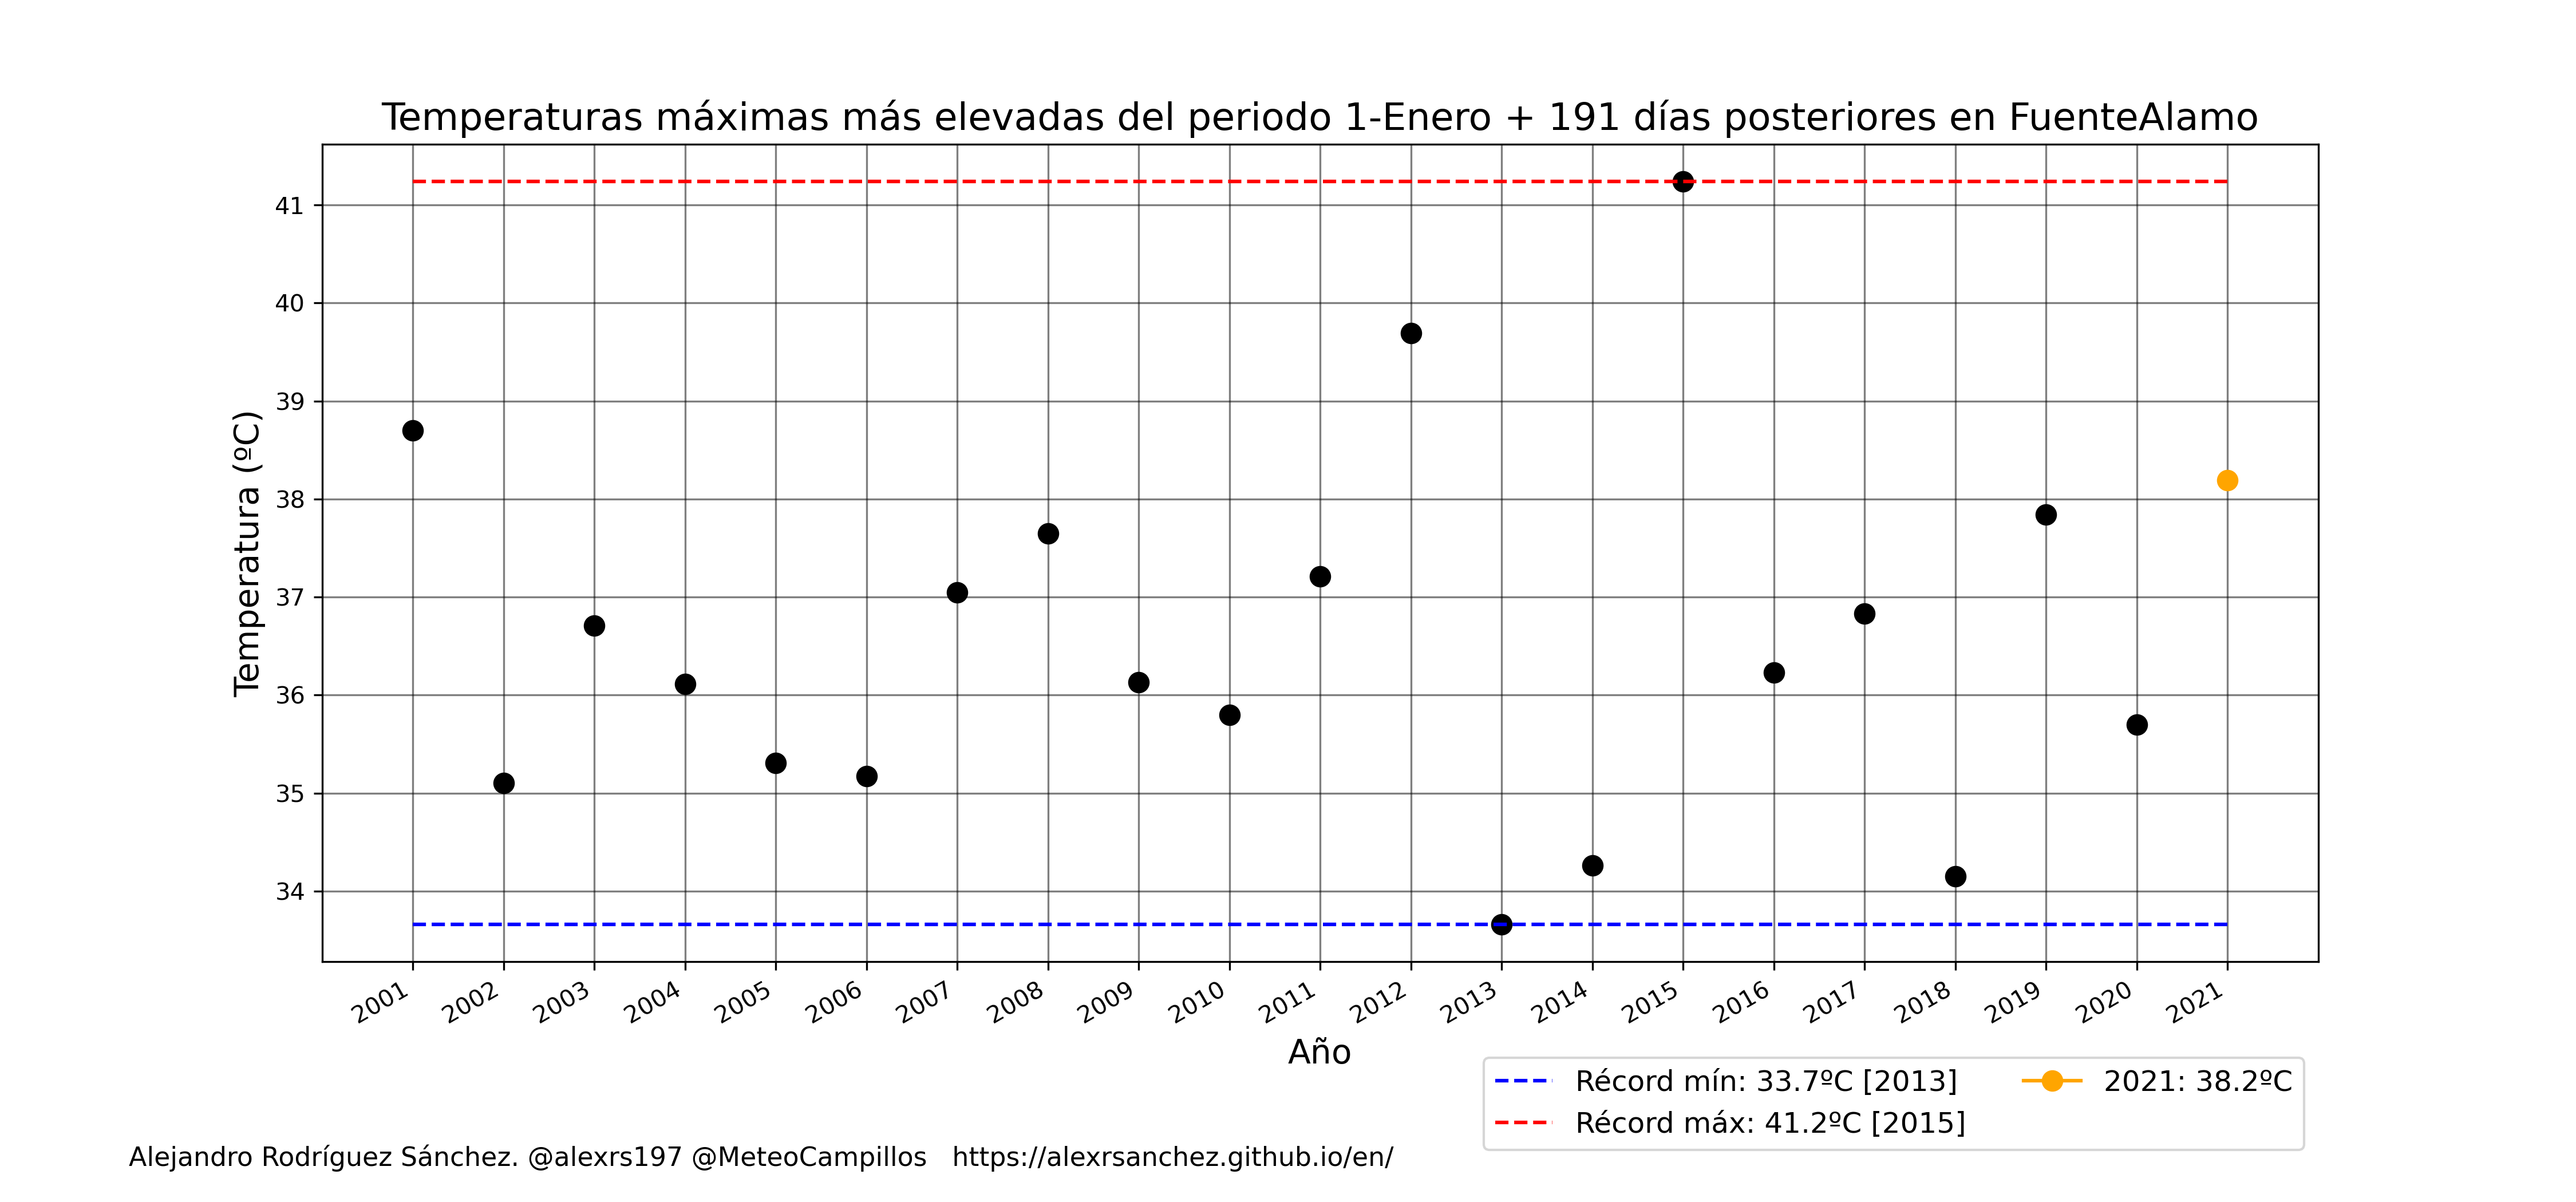 Temperaturas máximas más elevadas del periodo 1-Enero + 191 días posteriores en FuenteAlamo
Temperatura (ºC)
41
40
39
38
37
36
35
34
2001 2002 2003 2004 2005 2006 2007 2008 2009 2010 2011 2012 2013 2014 2015 2016 2017 2018 2019 2020 2021
Año
Récord mín: 33.7ºC [2013]
Récord máx: 41.2ºC [2015]
2021: 38.2ºC
Alejandro Rodríguez Sánchez. @alexrs197 @MeteoCampillos https://alexrsanchez.github.io/en/